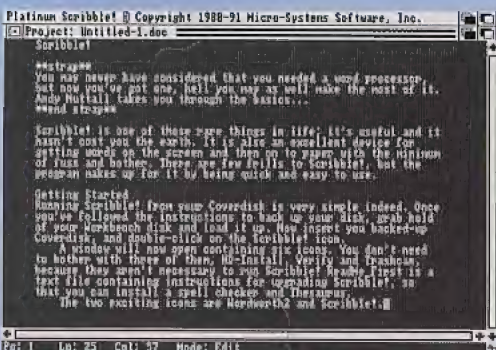 Platinum Scribble! © Copyright 1988-91 Micro-Systems Software, Inc.
Project: Untitled-1.doc
Scribble!
**strap**
You may never have considered that you needed a word processor,
but now you've got one, hell you may as well make the most of it.
Andy Nuttall takes you through the basics...
**end strap**
Scribble! is one of those rare things in life; it's useful and it
hasn't cost you the earth. It is also an excellent device for
getting words on the screen and then on to paper with the minimum
of fuss and bother. There are few frills to Scribble!, but the
program makes up for it by being quick and easy to use.
Getting Started
Running Scribble! from your Coverdisk is very simple indeed. Once
you've followed the instructions to back up your disk, grab hold
of your Workbench disk and load it up. Now insert you backed-up
Coverdisk, and double-click on the Scribble! icon.
A window will now open containing six icons. You don't need
to bother with three of them, HD-Install, Verify, and Trashcan,
because they aren't necessary to run Scribble! ReadMe First is a
text file containing instructions for upgrading Scribble!, so
that you can install a spell checker and Thesaurus.
The two exciting icons are Wordworth2 and Scribble!.
Pg: 1 Ln: 25 Col: 57 Mode: Edit